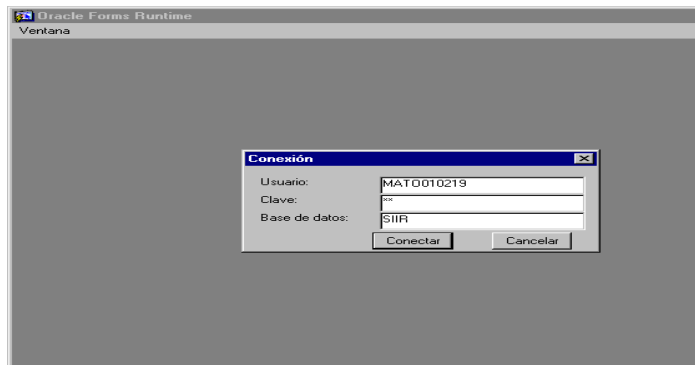 Oracle Forms Runtime
Ventana
Conexión
Usuario: MATO010219
Clave: **
Base de datos: SIIR
Conectar Cancelar